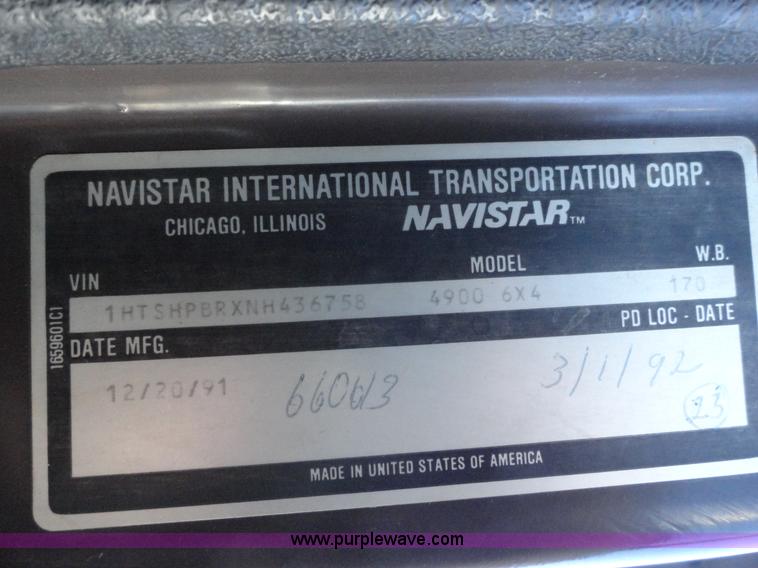 NAVISTAR INTERNATIONAL TRANSPORTATION CORP.
CHICAGO, ILLINOIS NAVISTAR™
VIN MODEL W.B.
1HTSHPBRXNH436758 4900 6X4 170
DATE MFG. PD LOC - DATE
12/20/91 3/1/92
23
MADE IN UNITED STATES OF AMERICA
1659601C1
www.purplewave.com